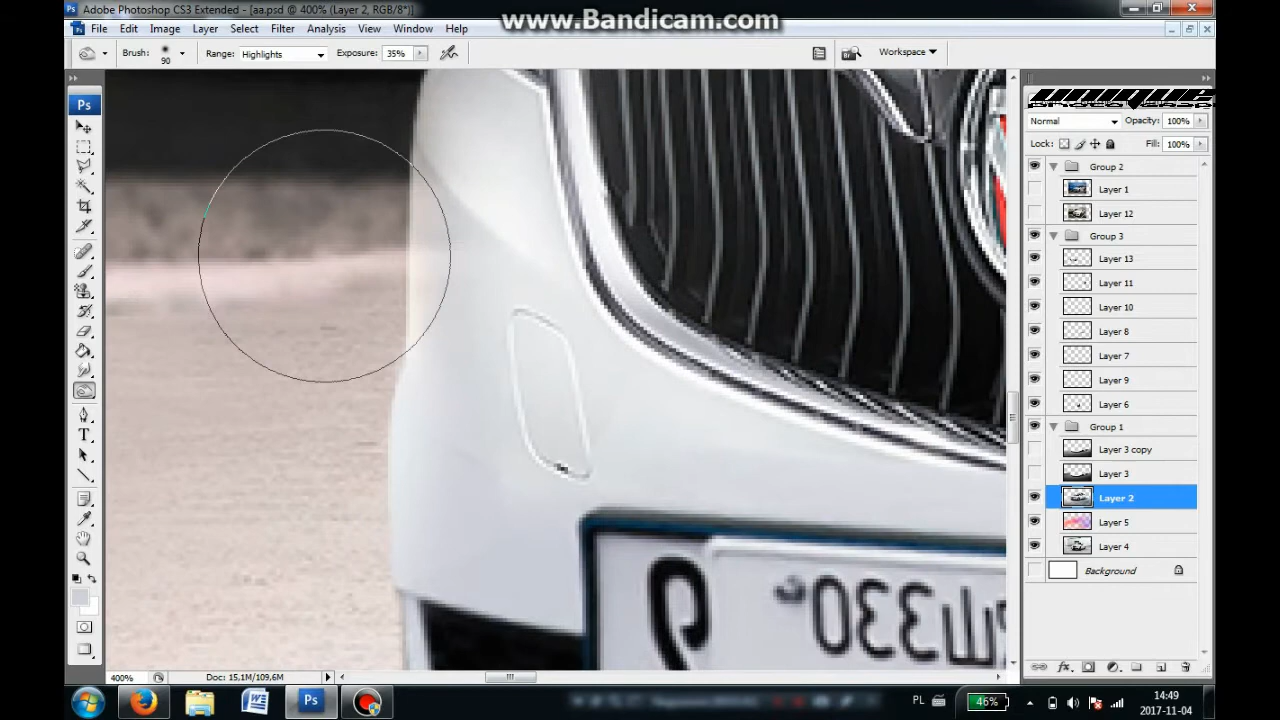 www.Bandicam.com
Adobe Photoshop CS3 Extended - [aa.psd @ 400% (Layer 2, RGB/8*)]
File Edit Image Layer Select Filter Analysis View Window Help
Brush: 90 Range: Highlights Exposure: 35% Workspace
Ps
Normal Opacity: 100%
Lock: Fill: 100%
Group 2
Layer 1
Layer 12
Group 3
Layer 13
Layer 11
Layer 10
Layer 8
Layer 7
Layer 9
Layer 6
Group 1
Layer 3 copy
Layer 3
Layer 2
Layer 5
Layer 4
Background
T
400% Doc: 15,1M/109,6M
W Ps PL 46% 14:49
2017-11-04